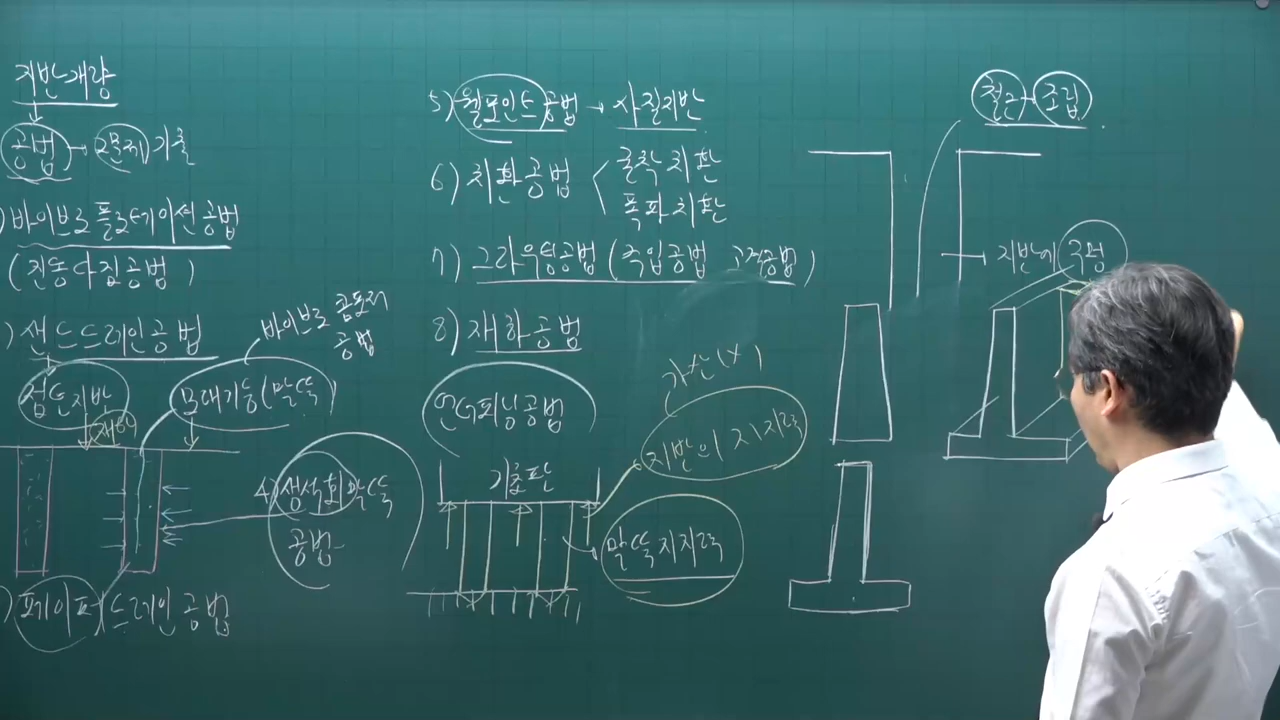 지반개량
공법 → 2문제 기출
) 바이브로 플로테이션 공법
(진동다짐공법)
) 샌드드레인 공법
점토지반
재하
모래기둥 (말뚝)
바이브로 콤포저
공법
4) 생석회 말뚝
공법
) 페이퍼 드레인 공법
5) 웰포인트 공법 → 사질지반
6) 치환공법
굴착치환
폭파치환
7) 그라우팅공법 (주입공법 고결공법)
8) 재하공법
언더피닝공법
기초판
가산(X)
지반의 지지력
말뚝지지력
철근 조립
지반에